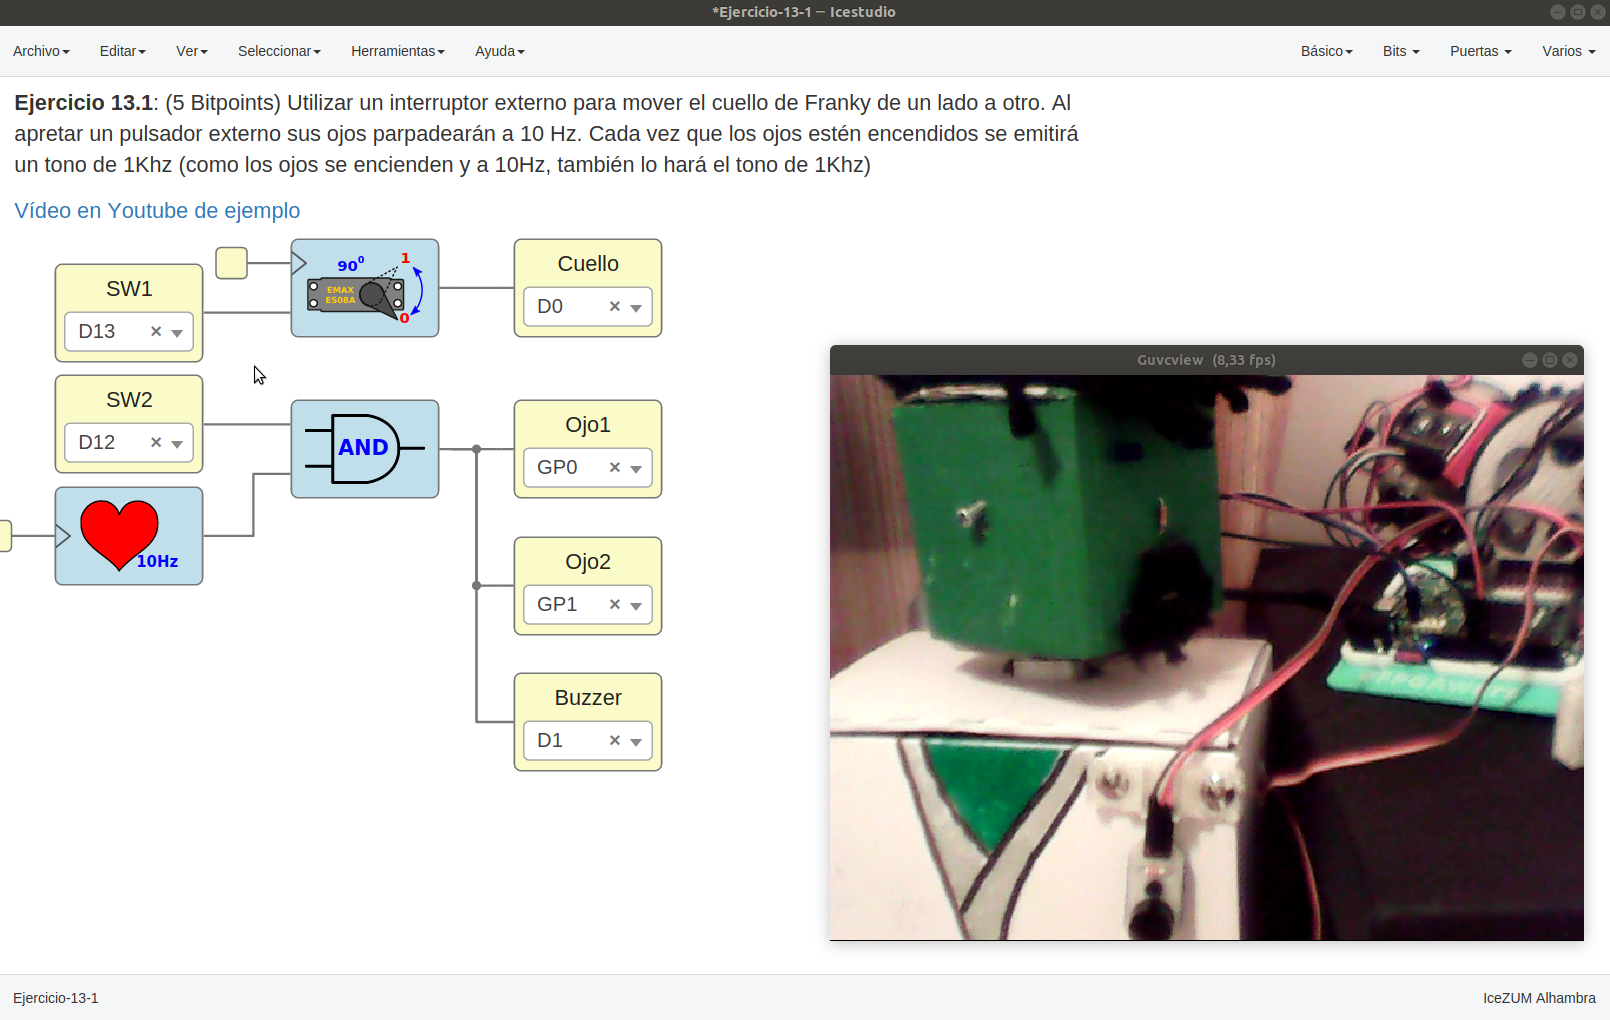 *Ejercicio-13-1 — Icestudio
Archivo Editar Ver Seleccionar Herramientas Ayuda Básico Bits Puertas Varios
Ejercicio 13.1: (5 Bitpoints) Utilizar un interruptor externo para mover el cuello de Franky de un lado a otro. Al
apretar un pulsador externo sus ojos parpadearán a 10 Hz. Cada vez que los ojos estén encendidos se emitirá
un tono de 1Khz (como los ojos se encienden y a 10Hz, también lo hará el tono de 1Khz)
Vídeo en Youtube de ejemplo
SW1
D13 ×
90⁰ 1
EMAX
ES08A
0
Cuello
D0 ×
SW2
D12 ×
AND
Ojo1
GP0 ×
10Hz
Ojo2
GP1 ×
Buzzer
D1 ×
Guvcview (8,33 fps)
Ejercicio-13-1
IceZUM Alhambra